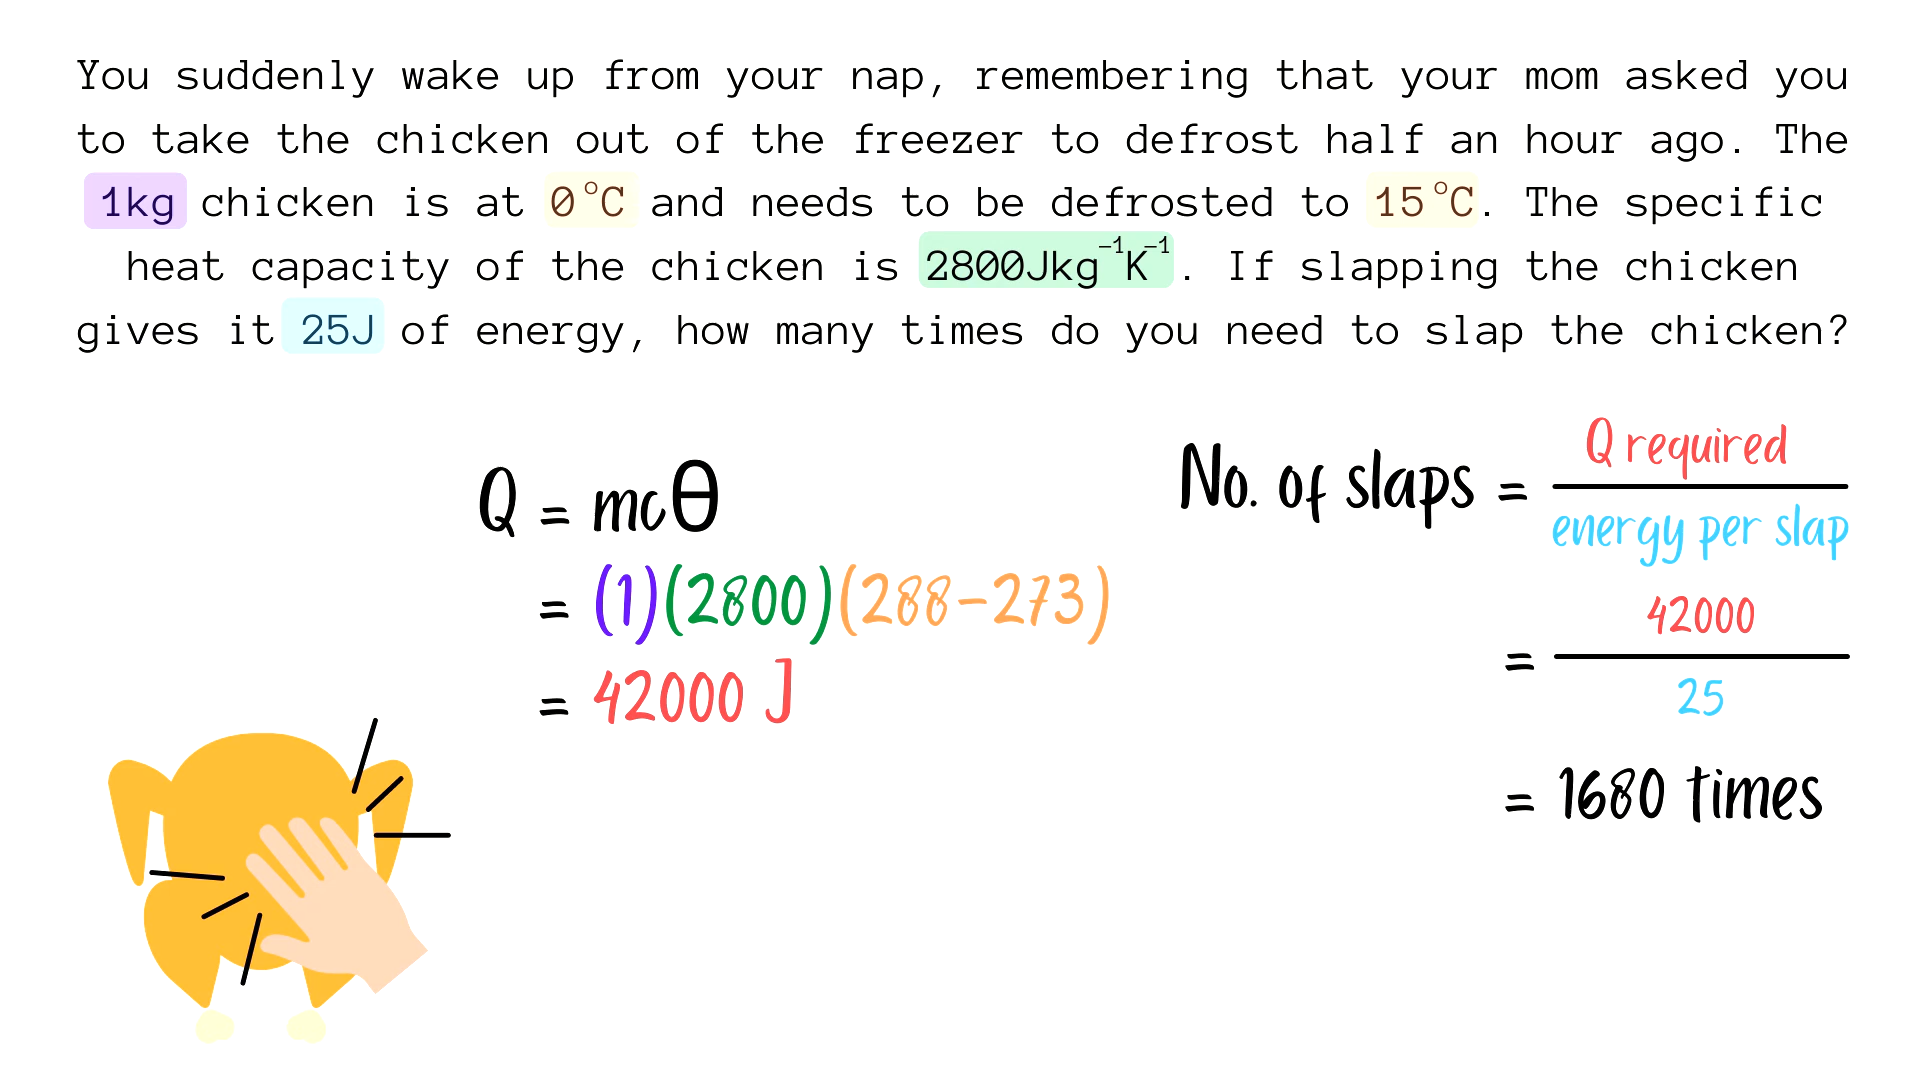 You suddenly wake up from your nap, remembering that your mom asked you
to take the chicken out of the freezer to defrost half an hour ago. The
1kg chicken is at 0°C and needs to be defrosted to 15°C. The specific
heat capacity of the chicken is 2800Jkg⁻¹K⁻¹. If slapping the chicken
gives it 25J of energy, how many times do you need to slap the chicken?
Q = mcθ
= (1)(2800)(288-273)
= 42000 J
No. of slaps = Q required
energy per slap
= 42000
25
= 1680 times